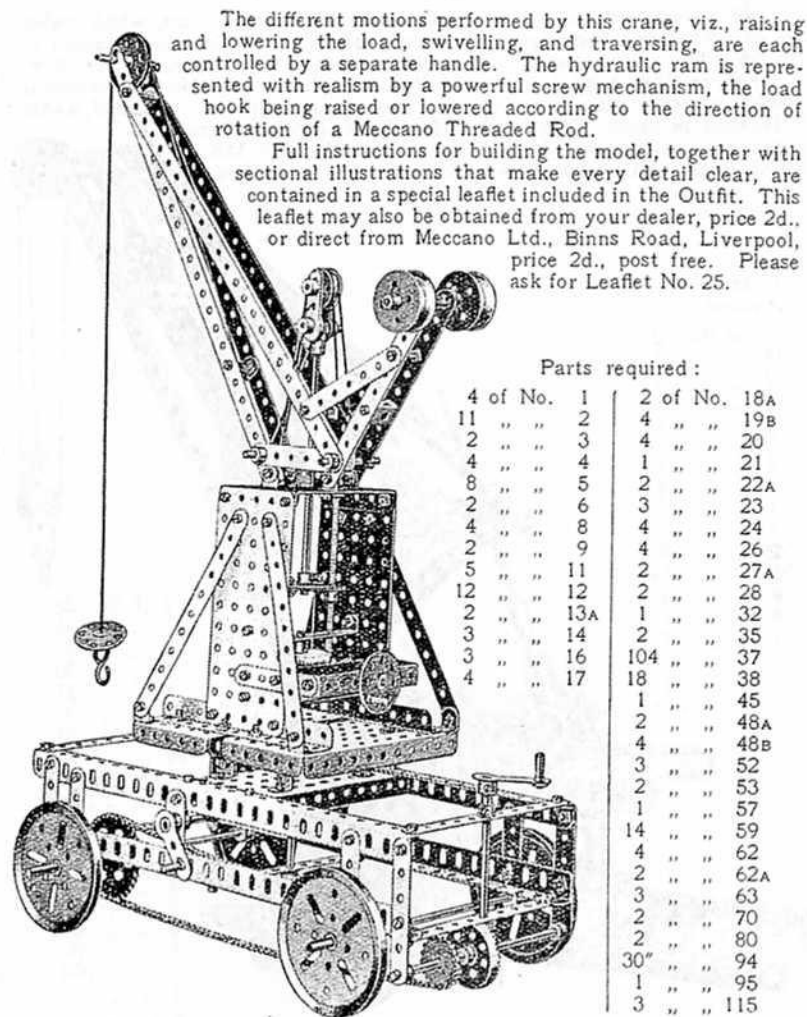 The different motions performed by this crane, viz., raising
and lowering the load, swivelling, and traversing, are each
controlled by a separate handle. The hydraulic ram is repre-
sented with realism by a powerful screw mechanism, the load
hook being raised or lowered according to the direction of
rotation of a Meccano Threaded Rod.
Full instructions for building the model, together with
sectional illustrations that make every detail clear, are
contained in a special leaflet included in the Outfit. This
leaflet may also be obtained from your dealer, price 2d.,
or direct from Meccano Ltd., Binns Road, Liverpool,
price 2d., post free. Please
ask for Leaflet No. 25.
Parts required :
4 of No. 1
11 „ „ 2
2 „ „ 3
4 „ „ 4
8 „ „ 5
2 „ „ 6
4 „ „ 8
2 „ „ 9
5 „ „ 11
12 „ „ 12
2 „ „ 13A
3 „ „ 14
3 „ „ 16
4 „ „ 17
2 of No. 18A
4 „ „ 19B
4 „ „ 20
1 „ „ 21
2 „ „ 22A
3 „ „ 23
4 „ „ 24
4 „ „ 26
2 „ „ 27A
2 „ „ 28
1 „ „ 32
2 „ „ 35
104 „ „ 37
18 „ „ 38
1 „ „ 45
2 „ „ 48A
4 „ „ 48B
3 „ „ 52
2 „ „ 53
1 „ „ 57
14 „ „ 59
4 „ „ 62
2 „ „ 62A
3 „ „ 63
2 „ „ 70
2 „ „ 80
30″ „ „ 94
1 „ „ 95
3 „ „ 115